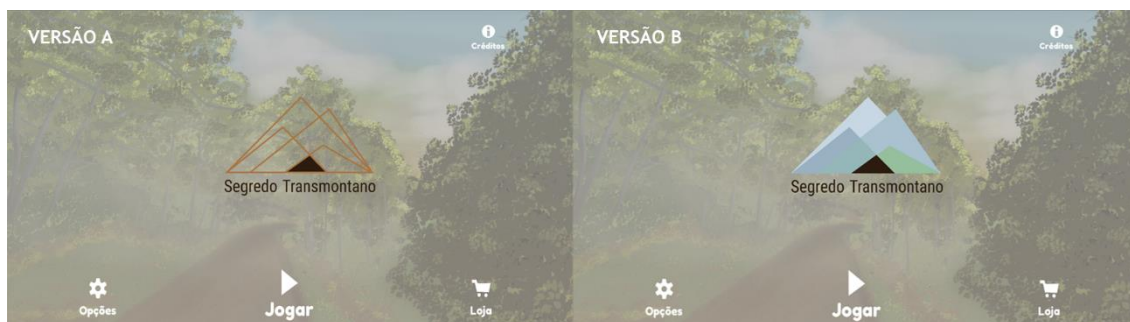 VERSÃO A
Créditos
Segredo Transmontano
Opções
Jogar
Loja
VERSÃO B
Créditos
Segredo Transmontano
Opções
Jogar
Loja